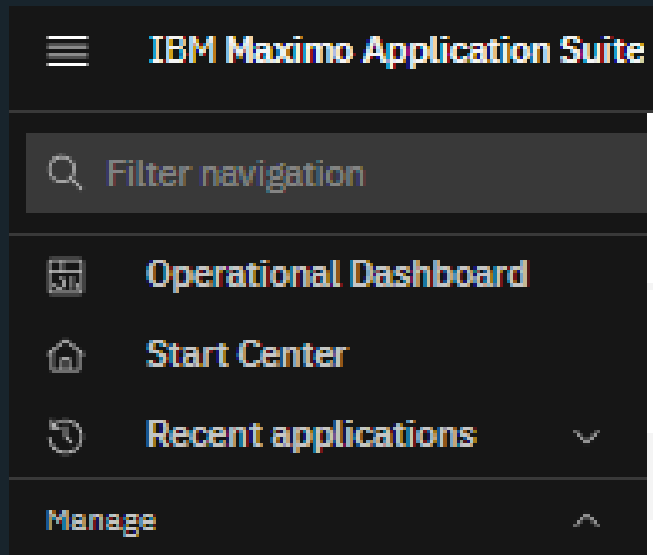 IBM Maximo Application Suite
Filter navigation
Operational Dashboard
Start Center
Recent applications
Manage